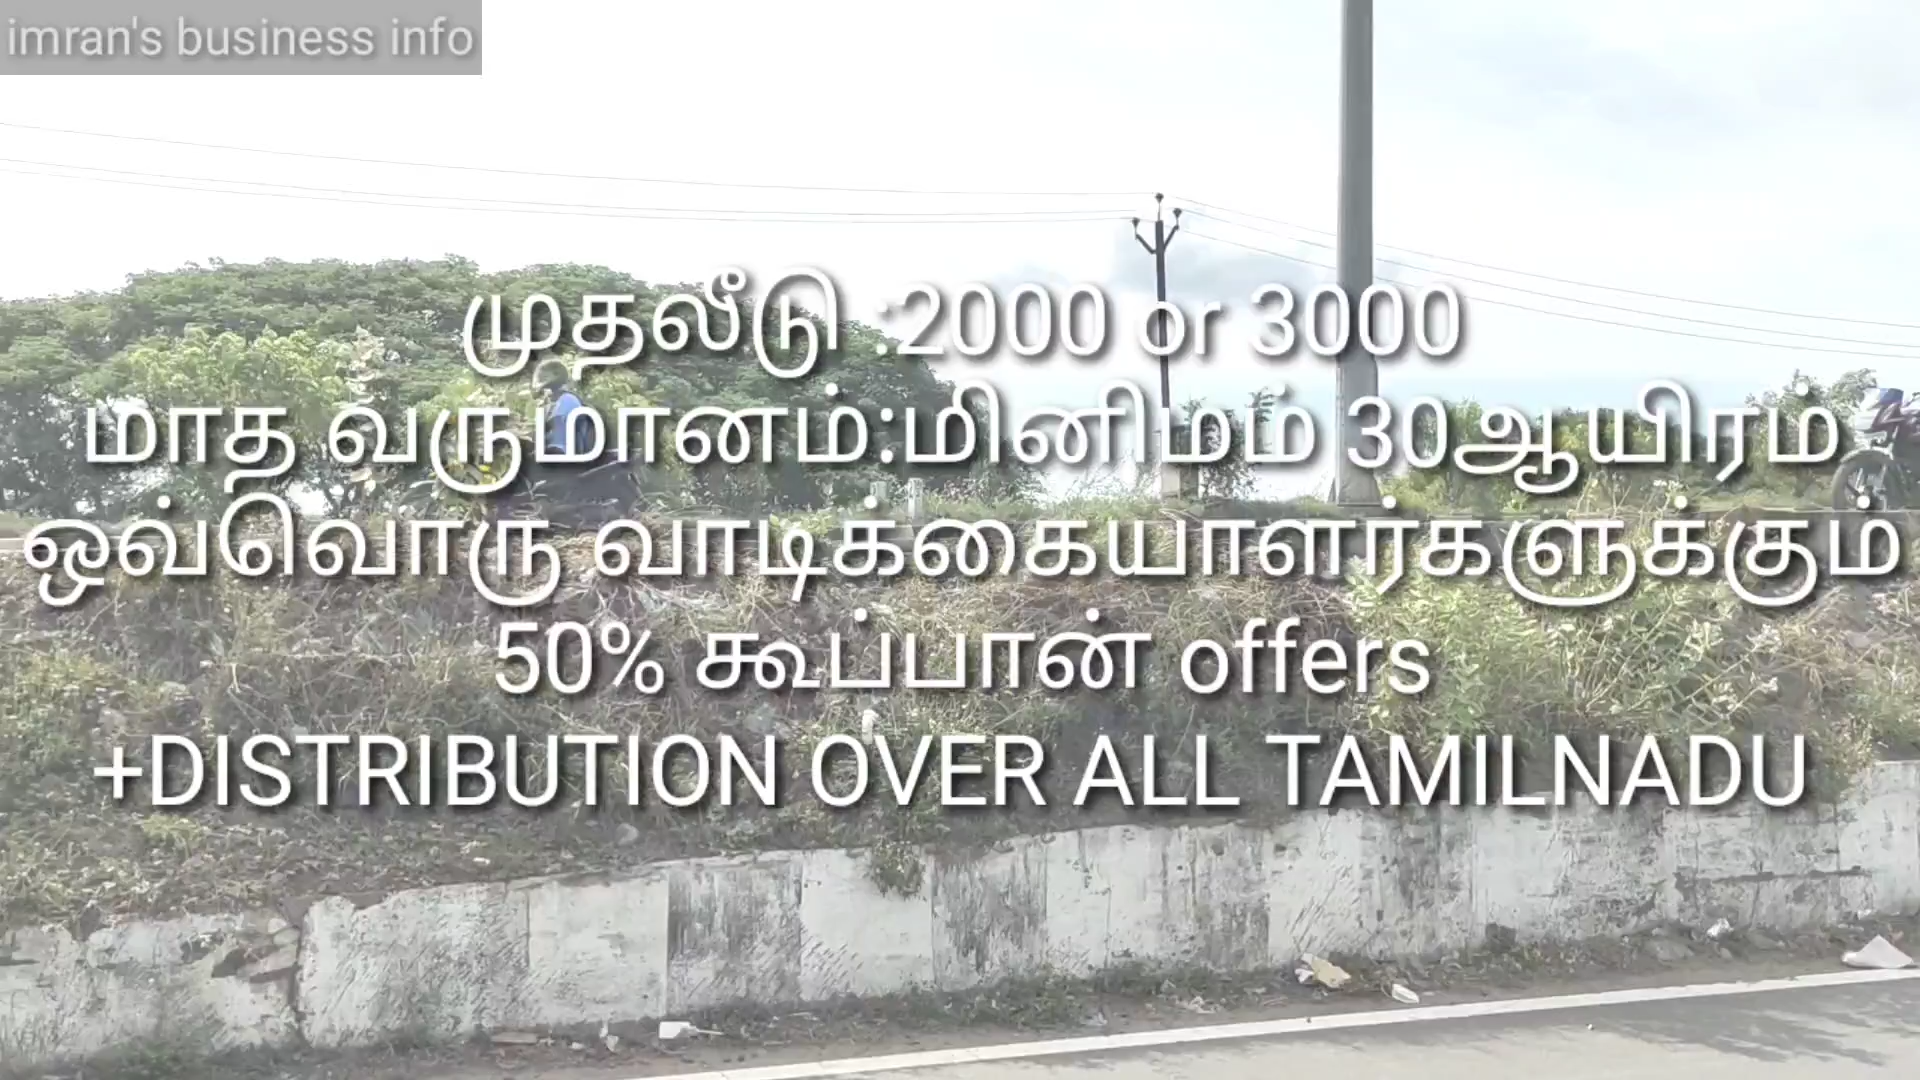 imran's business info
முதலீடு :2000 or 3000
மாத வருமானம்:மினிமம் 30ஆயிரம்
ஒவ்வொரு வாடிக்கையாளர்களுக்கும்
50% கூப்பான் offers
+DISTRIBUTION OVER ALL TAMILNADU